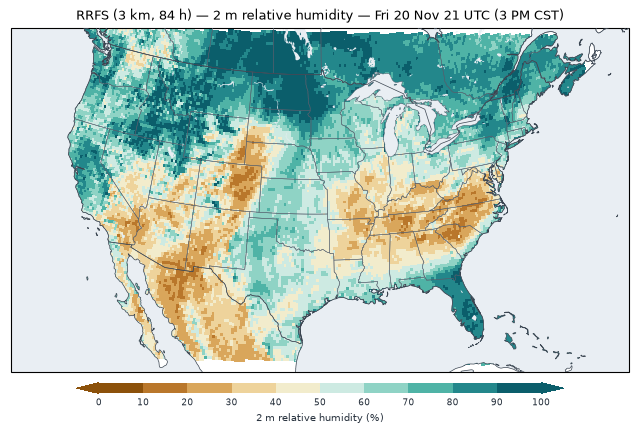 RRFS (3 km, 84 h) — 2 m relative humidity — Fri 20 Nov 21 UTC (3 PM CST)
0 10 20 30 40 50 60 70 80 90 100
2 m relative humidity (%)